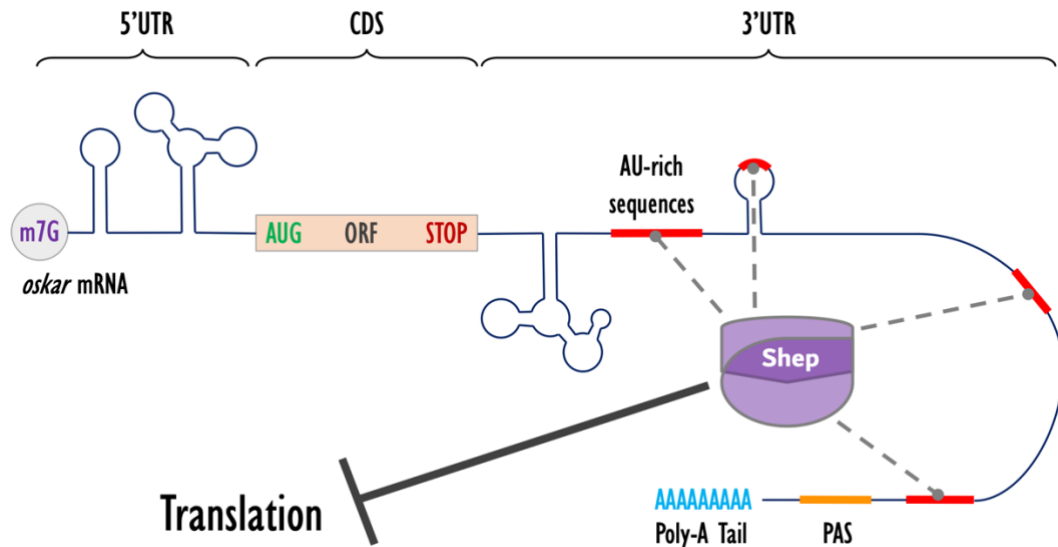 5'UTR
CDS
3'UTR
AU-rich
sequences
m7G
AUG ORF STOP
oskar mRNA
Shep
Translation
AAAAAAAAA
Poly-A Tail
PAS